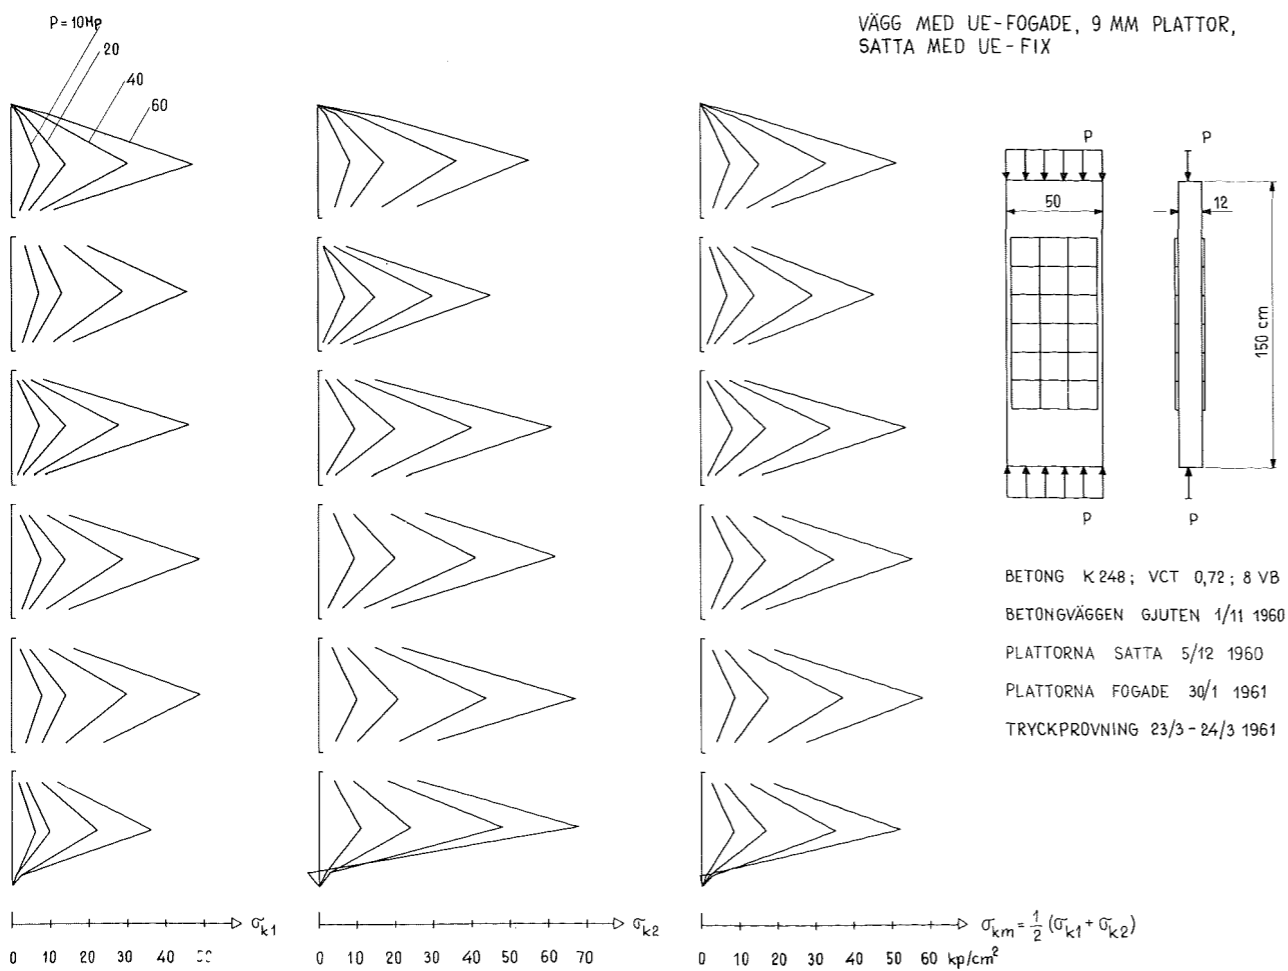 P = 10Mp
20
40
60
VÄGG MED UE-FOGADE, 9 MM PLATTOR,
SATTA MED UE-FIX
P
P
50
12
150 cm
P
P
BETONG K 248; VCT 0,72; 8 VB
BETONGVÄGGEN GJUTEN 1/11 1960
PLATTORNA SATTA 5/12 1960
PLATTORNA FOGADE 30/1 1961
TRYCKPROVNING 23/3 - 24/3 1961
σk1
σk2
σkm = 1/2 (σk1 + σk2)
0 10 20 30 40
0 10 20 30 40 50 60 70
0 10 20 30 40 50 60 kp/cm²